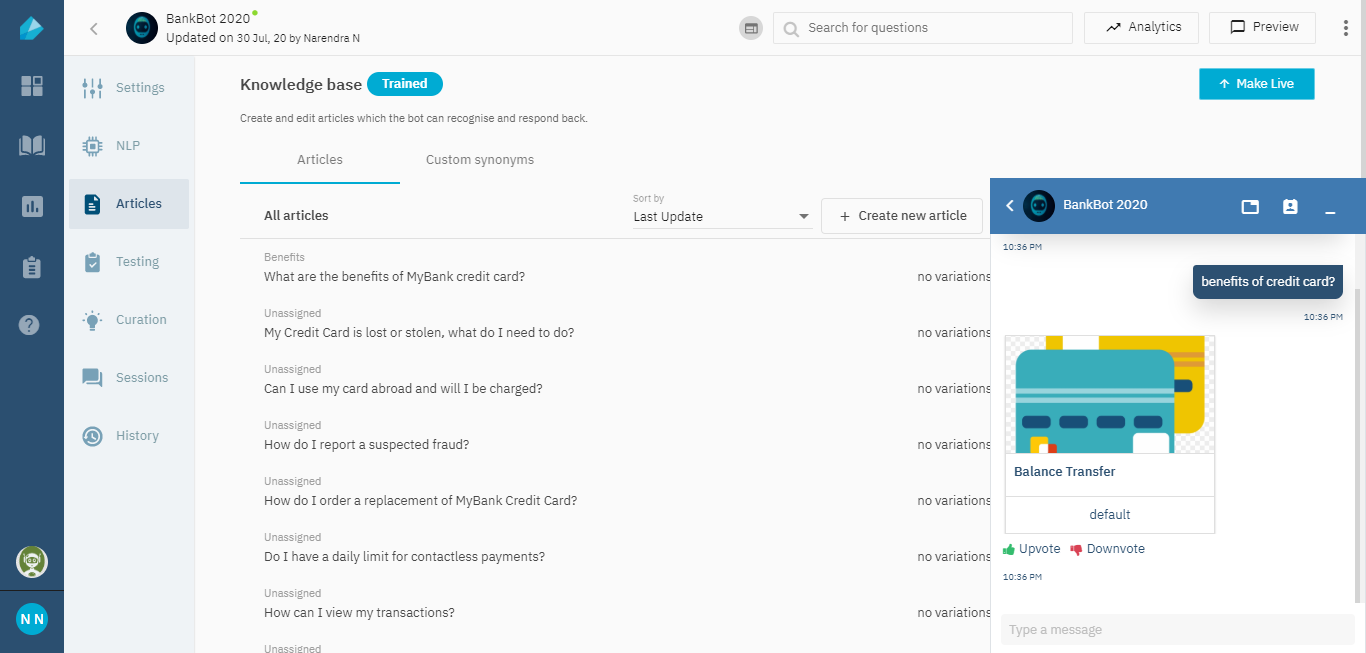 BankBot 2020
Updated on 30 Jul, 20 by Narendra N
Search for questions
Analytics
Preview
Settings
NLP
Articles
Testing
Curation
Sessions
History
N N
Knowledge base
Trained
Make Live
Create and edit articles which the bot can recognise and respond back.
Articles
Custom synonyms
All articles
Sort by
Last Update
+ Create new article
Benefits
What are the benefits of MyBank credit card?
no variations
Unassigned
My Credit Card is lost or stolen, what do I need to do?
no variations
Unassigned
Can I use my card abroad and will I be charged?
no variations
Unassigned
How do I report a suspected fraud?
no variations
Unassigned
How do I order a replacement of MyBank Credit Card?
no variations
Unassigned
Do I have a daily limit for contactless payments?
no variations
Unassigned
How can I view my transactions?
no variations
Unassigned
BankBot 2020
10:36 PM
benefits of credit card?
10:36 PM
Balance Transfer
default
Upvote
Downvote
10:36 PM
Type a message